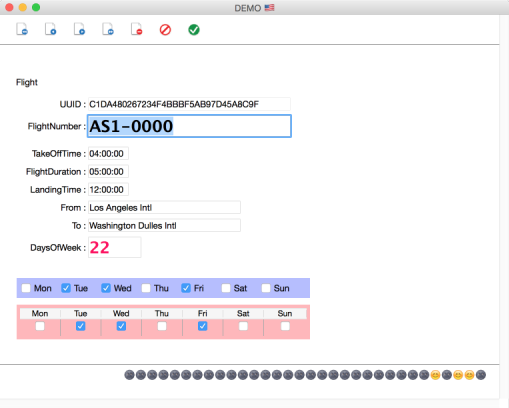 DEMO 🇺🇸
Flight
UUID : C1DA480267234F4BBBF5AB97D45A8C9F
FlightNumber : AS1-0000
TakeOffTime : 04:00:00
FlightDuration : 05:00:00
LandingTime : 12:00:00
From : Los Angeles Intl
To : Washington Dulles Intl
DaysOfWeek : 22
Mon Tue Wed Thu Fri Sat Sun
Mon Tue Wed Thu Fri Sat Sun